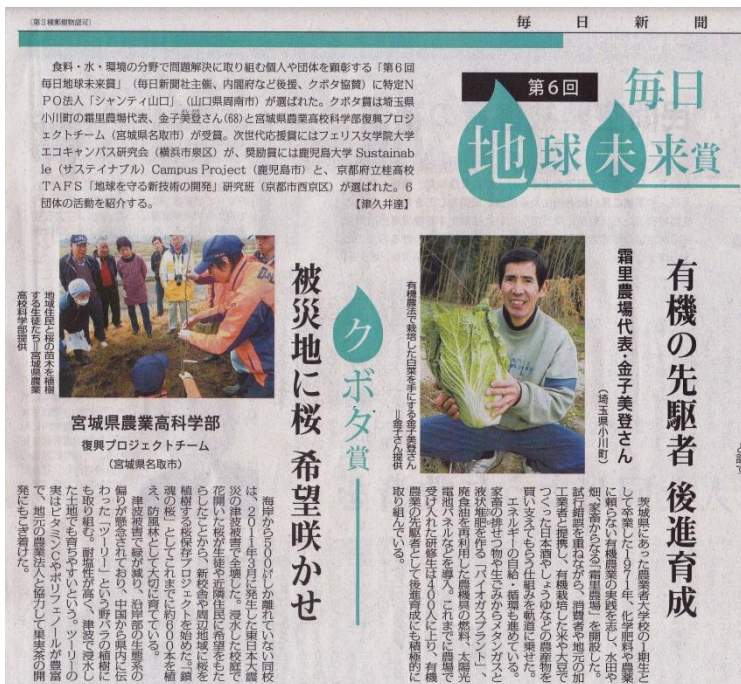 (第3種郵便物認可)
毎日新聞
食料・水・環境の分野で問題解決に取り組む個人や団体を顕彰する「第6回
毎日地球未来賞」(毎日新聞社主催、内閣府など後援、クボタ協賛)に特定N
PO法人「シャンティ山口」(山口県周南市)が選ばれた。クボタ賞は埼玉県
小川町の霜里農場代表、金子美登さん(68)と宮城県農業高校科学部復興プロジ
ェクトチーム(宮城県名取市)が受賞。次世代応援賞にはフェリス女学院大学
エコキャンパス研究会(横浜市泉区)が、奨励賞には鹿児島大学 Sustainab
le(サスティナブル)Campus Project(鹿児島市)と、京都府立桂高校
TAFS「地球を守る新技術の開発」研究班(京都市西京区)が選ばれた。6
団体の活動を紹介する。【津久井達】
第6回
毎日
地球未来賞
有機の先駆者 後進育成
霜里農場代表・金子美登さん
(埼玉県小川町)
有機農法で栽培した白菜を手にする金子美登さん
=金子さん提供
茨城県にあった農業者大学校の1期生と
して卒業した1971年、化学肥料や農薬
に頼らない有機農業の実践を志し、水田や
畑、家畜からなる「霜里農場」を開設した。
試行錯誤を重ねながら、消費者や地元の加
工業者と提携し、有機栽培した米や大豆で
つくった日本酒やしょうゆなどの農産物を
買い支えてもらう仕組みを軌道に乗せた。
エネルギーの自給・循環も進めている。
家畜の排せつ物や生ごみからメタンガスと
液状堆肥を作る「バイオガスプラント」、
廃食油を再利用した農機具の燃料、太陽光
電池パネルなどを導入。これまでに農場で
受け入れた研修生は400人に上り、有機
農業の先駆者として後進育成にも積極的に
取り組んでいる。
クボタ賞
被災地に桜 希望咲かせ
地域住民と桜の苗木を植樹
する生徒たち=宮城県農業
高校科学部提供
宮城県農業高科学部
復興プロジェクトチーム
(宮城県名取市)
海岸から500㍍しか離れていない同校
は、2011年3月に発生した東日本大震
災の津波被害で全壊した。浸水した校庭で
花開いた桜が生徒や近隣住民に希望をもた
らしたことから、新校舎や周辺地域に桜を
植樹する桜保存プロジェクトを始めた。「鎮
魂の桜」としてこれまでに約600本を植
え、防風林として大切に育てている。
津波被害で緑が減り、沿岸部の生態系の
偏りが懸念されており、中国から県内に伝
わった「ツーリー」という野バラの植樹に
も取り組む。耐塩性が高く、津波で浸水し
た土地でも育ちやすいという。ツーリーの
実はビタミンCやポリフェノールが豊富
で、地元の農業法人と協力して果実茶の開
発にもこぎ着けた。